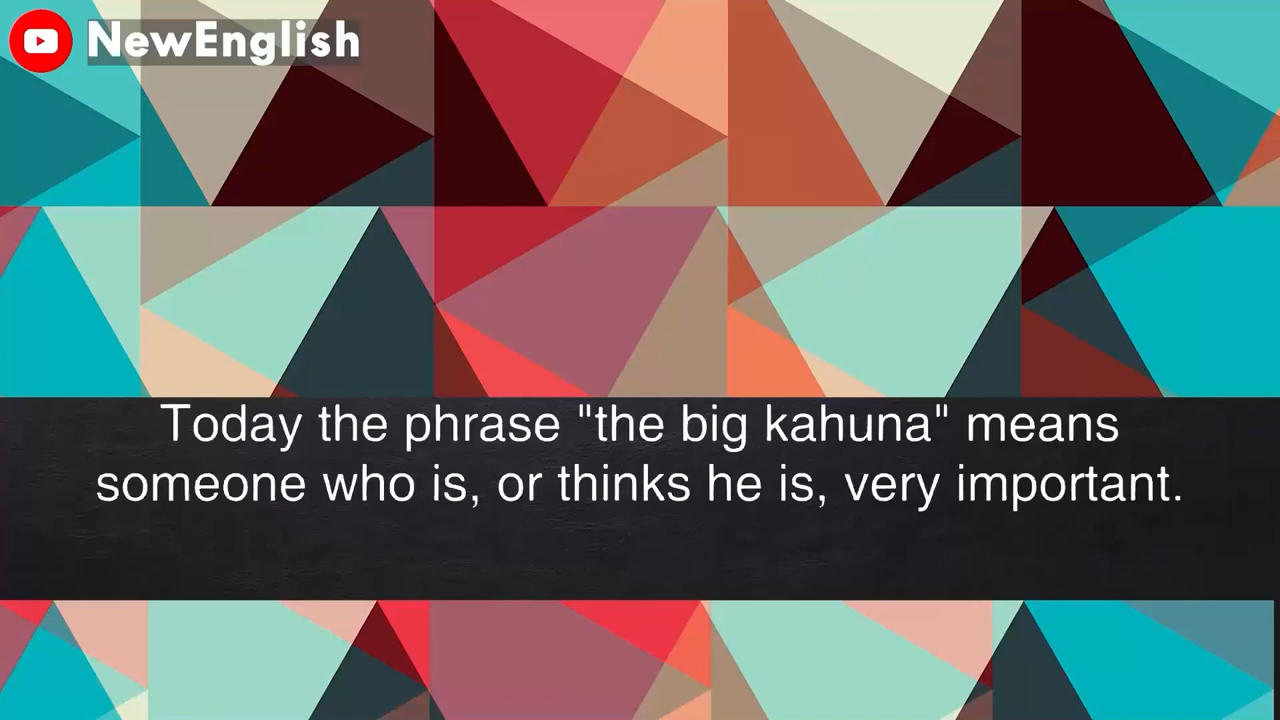 NewEnglish
Today the phrase "the big kahuna" means
someone who is, or thinks he is, very important.